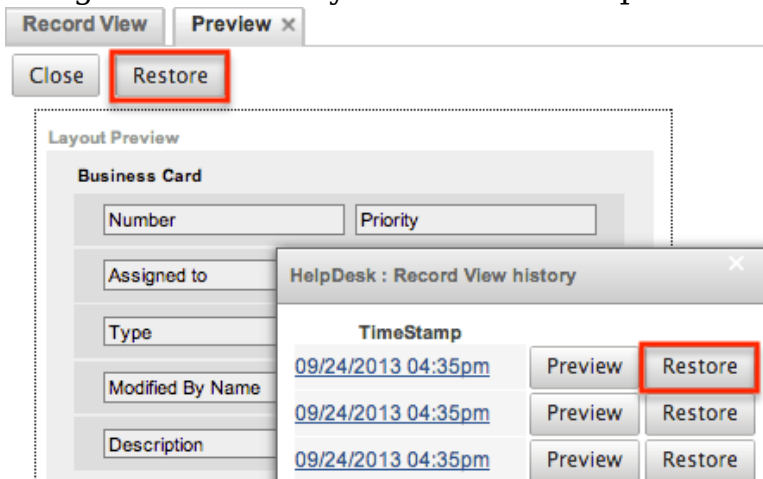 Record View Preview ×
Close Restore
Layout Preview
Business Card
Number Priority
Assigned to
Type
Modified By Name
Description
HelpDesk : Record View history ×
TimeStamp
09/24/2013 04:35pm Preview Restore
09/24/2013 04:35pm Preview Restore
09/24/2013 04:35pm Preview Restore